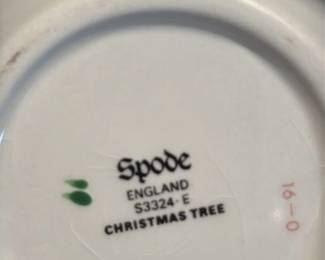 Spode
ENGLAND
S3324-E
CHRISTMAS TREE
16-0